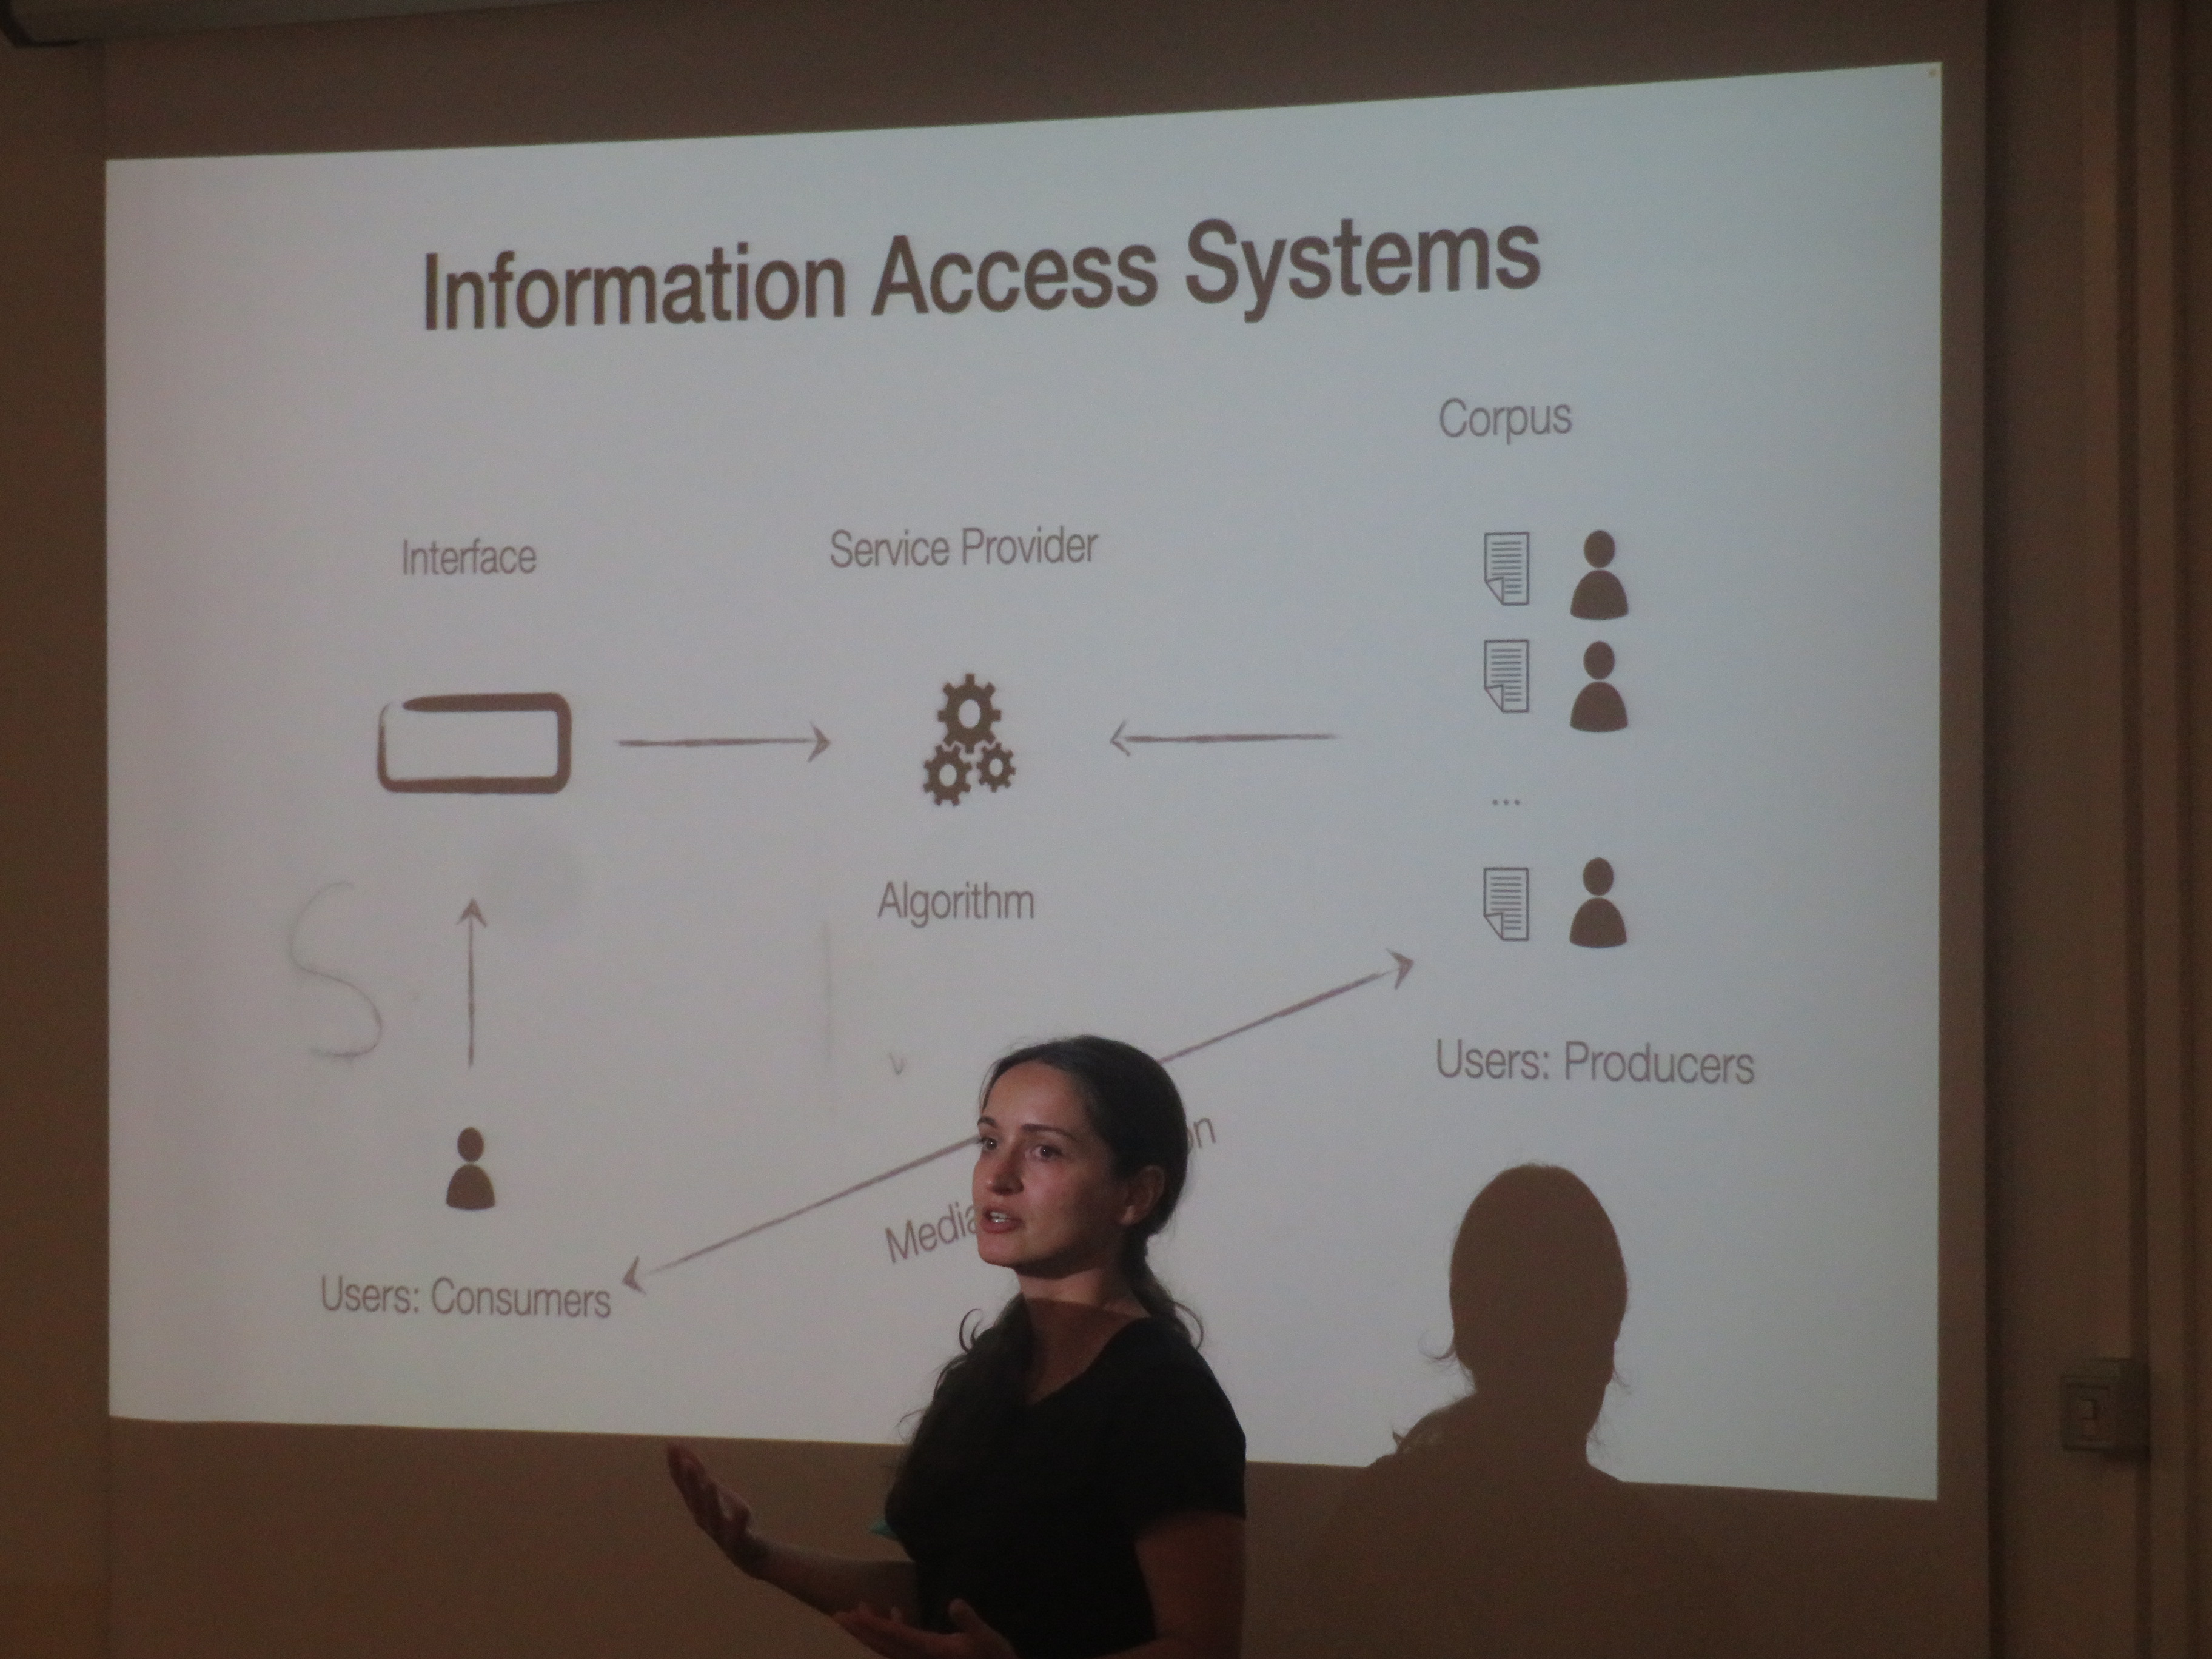 Information Access Systems
Corpus
Interface
Service Provider
...
Algorithm
S
Users: Producers
Users: Consumers